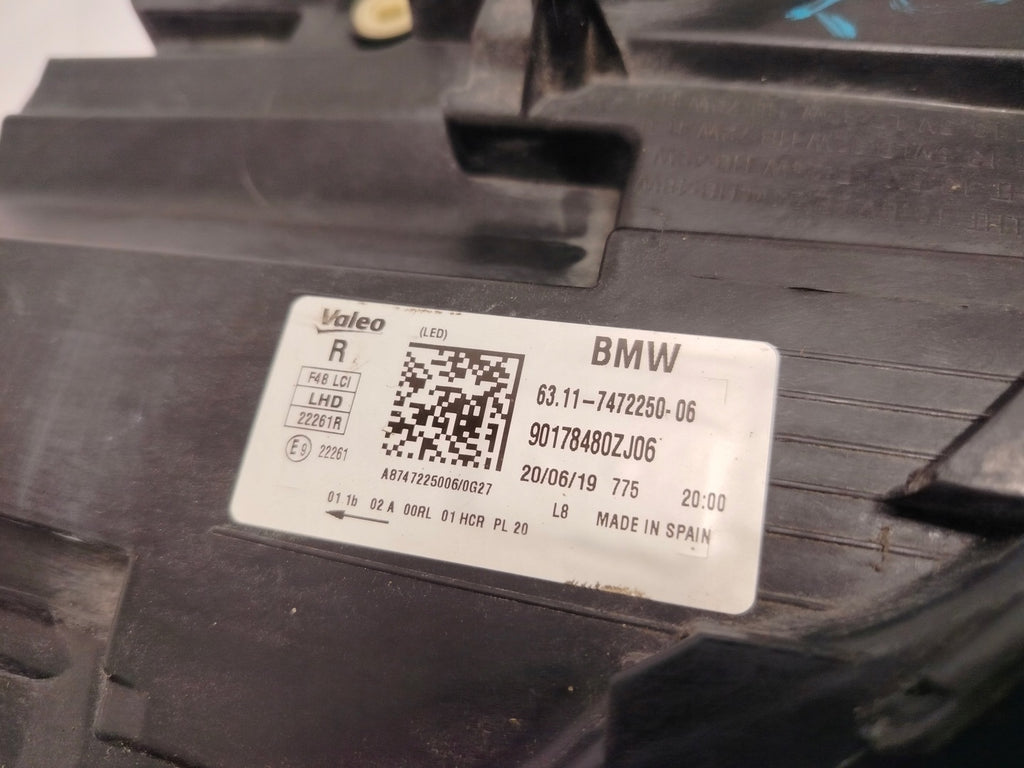 Valeo
(LED)
R
F48 LCI
LHD
22261R
E9 22261
A8747225006/0G27
01 1b 02 A 00RL 01 HCR PL 20
BMW
63.11-7472250-06
90178480ZJ06
20/06/19 775 20:00
L8 MADE IN SPAIN